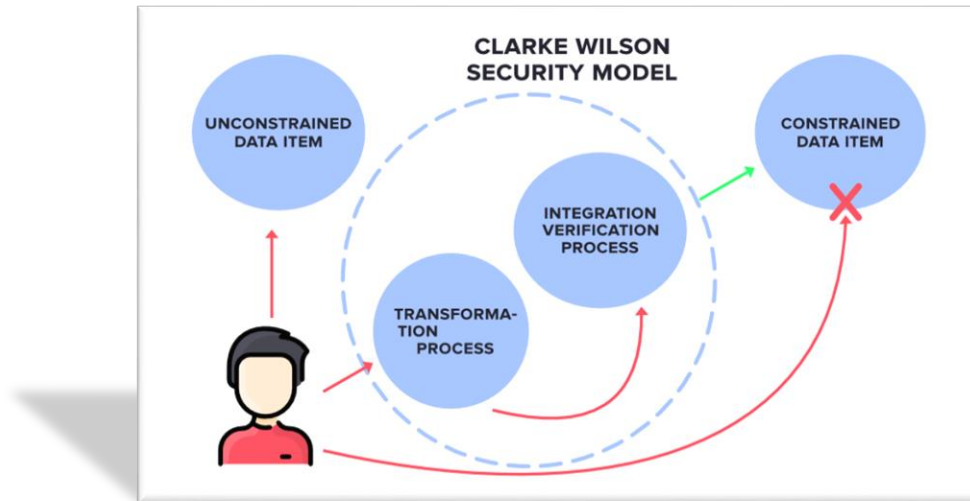 CLARKE WILSON
SECURITY MODEL
UNCONSTRAINED
DATA ITEM
CONSTRAINED
DATA ITEM
INTEGRATION
VERIFICATION
PROCESS
TRANSFORMA-
TION
PROCESS